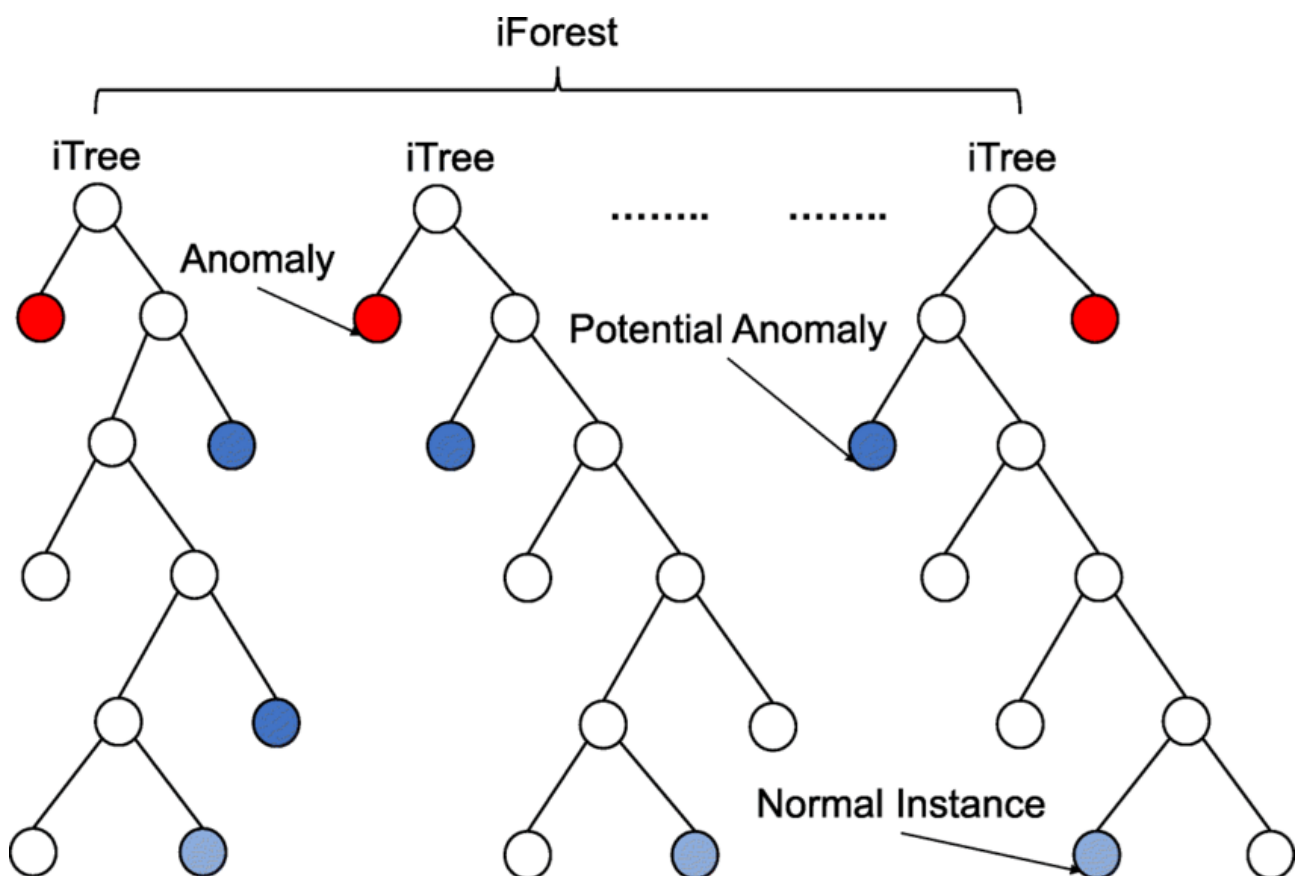 iForest
iTree
iTree
iTree
........
........
Anomaly
Potential Anomaly
Normal Instance